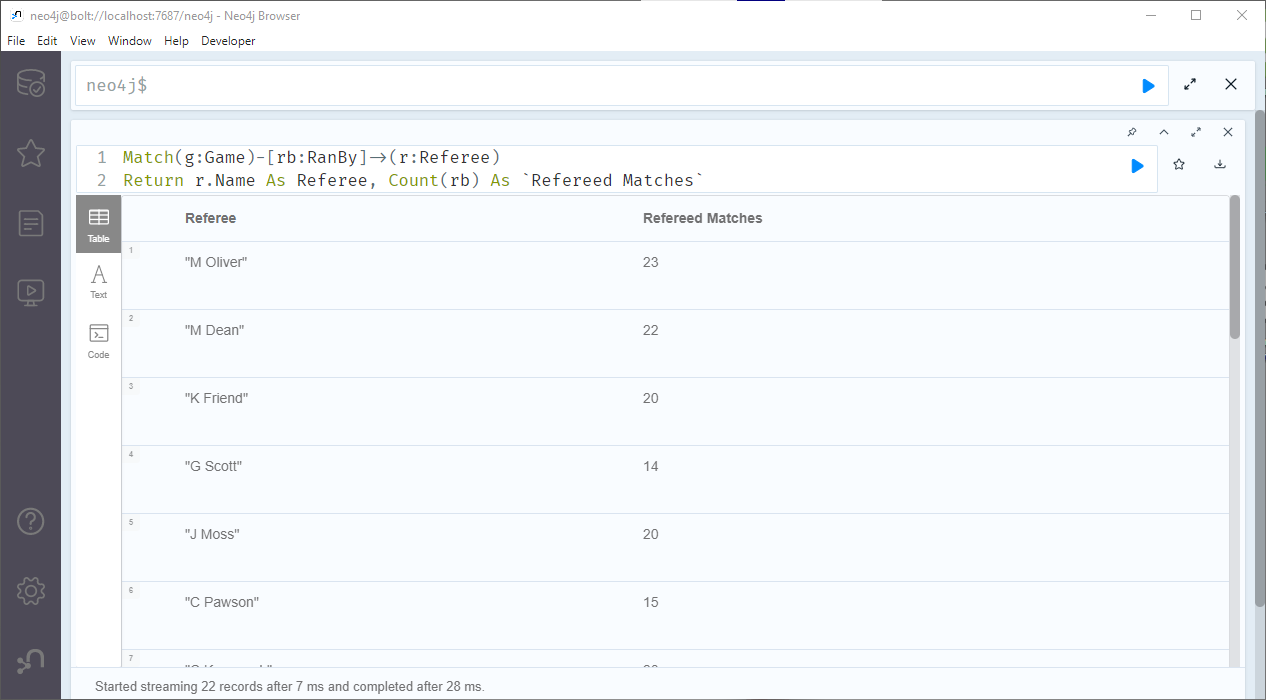 neo4j@bolt://localhost:7687/neo4j - Neo4j Browser
File Edit View Window Help Developer
neo4j$
1 Match(g:Game)-[rb:RanBy]->(r:Referee)
2 Return r.Name As Referee, Count(rb) As `Refereed Matches`
Table
Text
Code
Referee Refereed Matches
1 "M Oliver" 23
2 "M Dean" 22
3 "K Friend" 20
4 "G Scott" 14
5 "J Moss" 20
6 "C Pawson" 15
7
Started streaming 22 records after 7 ms and completed after 28 ms.